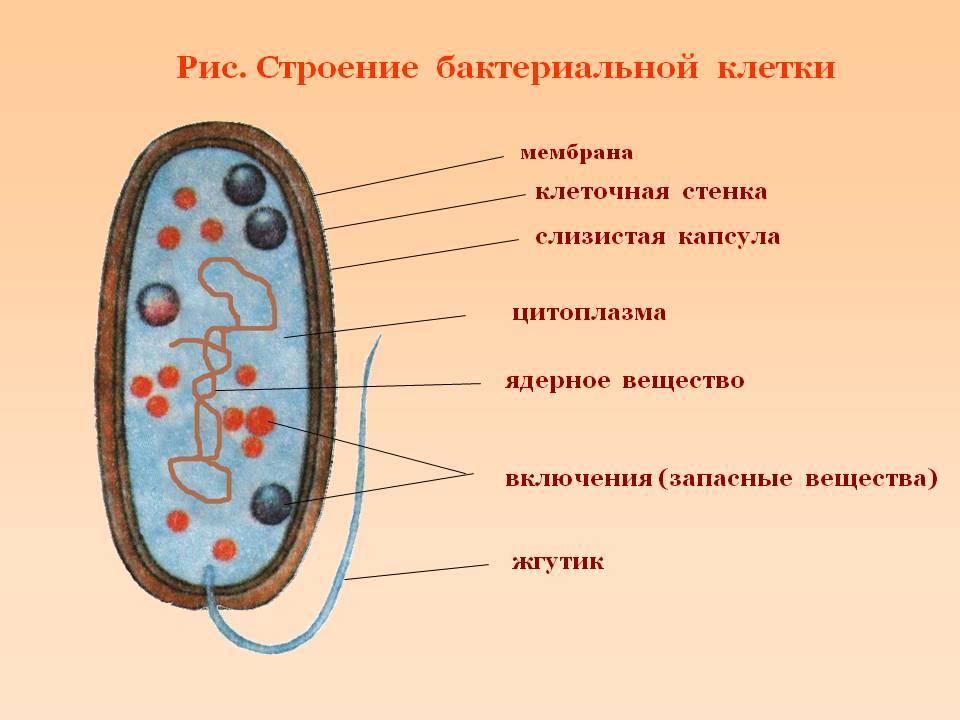 Рис. Строение бактериальной клетки
мембрана
клеточная стенка
слизистая капсула
цитоплазма
ядерное вещество
включения (запасные вещества)
жгутик